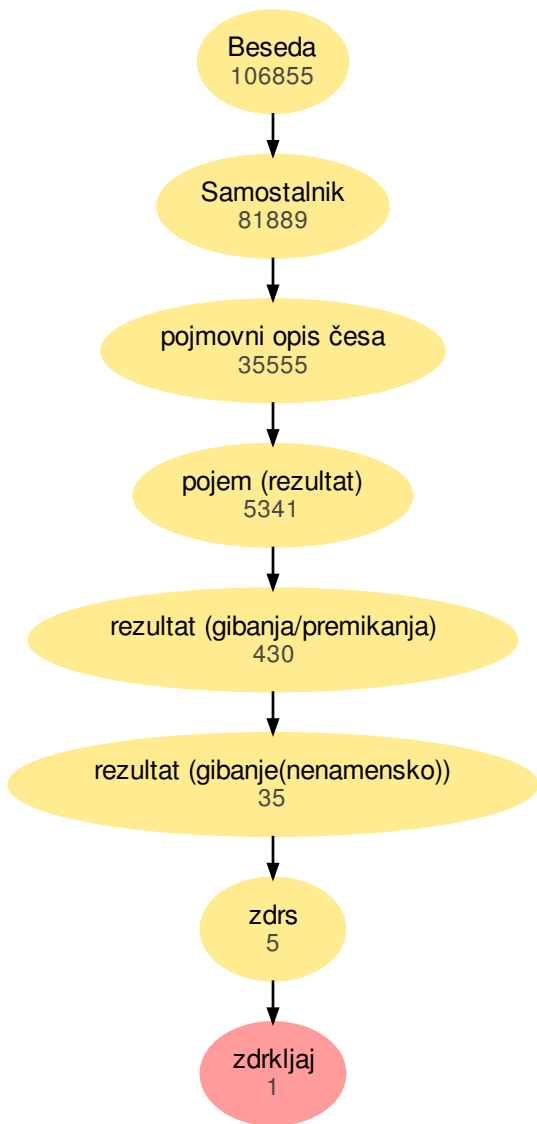 Beseda
106855
Samostalnik
81889
pojmovni opis česa
35555
pojem (rezultat)
5341
rezultat (gibanja/premikanja)
430
rezultat (gibanje(nenamensko))
35
zdrs
5
zdrkljaj
1